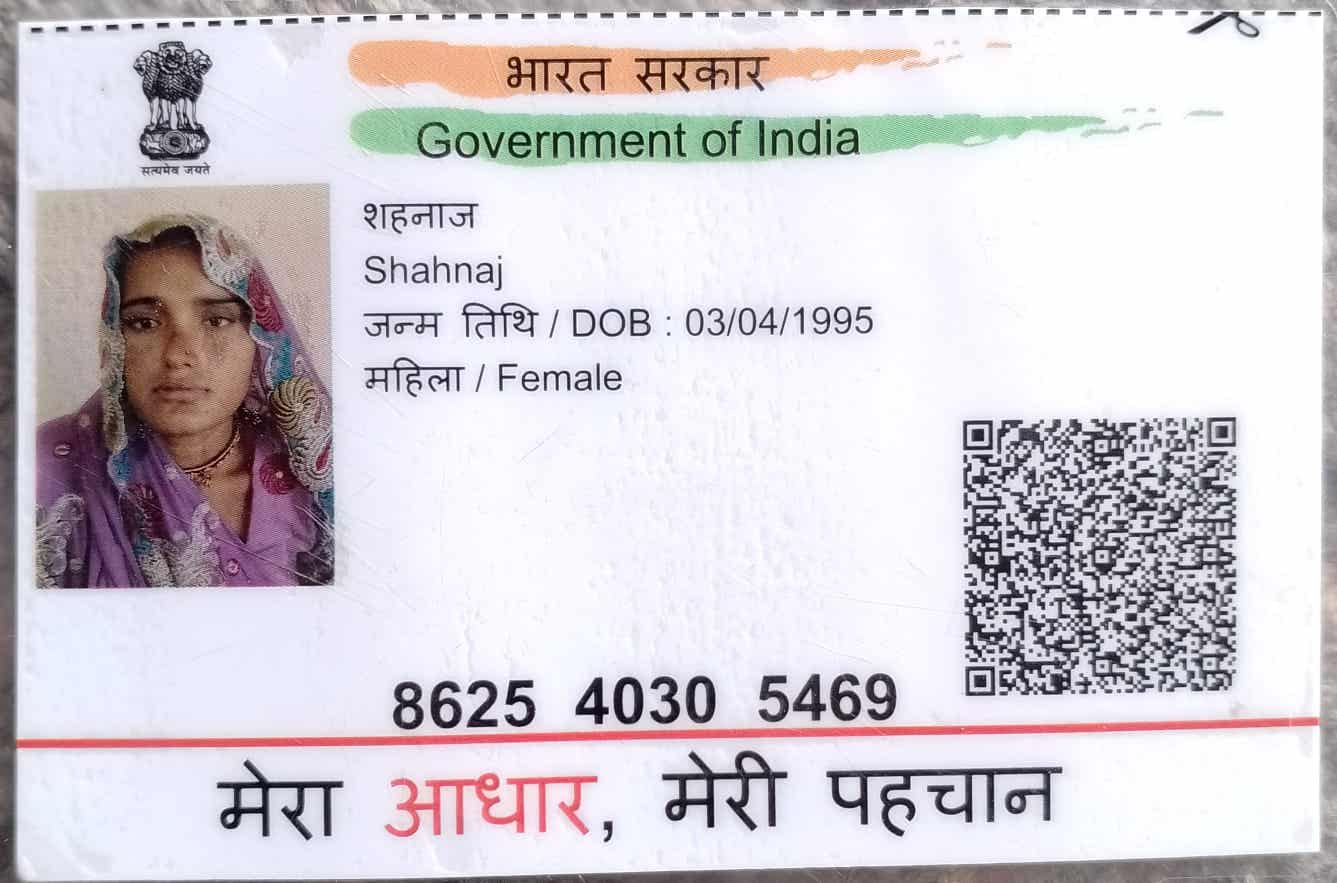 भारत सरकार
Government of India
सत्यमेव जयते
शहनाज
Shahnaj
जन्म तिथि / DOB : 03/04/1995
महिला / Female
8625 4030 5469
मेरा आधार, मेरी पहचान